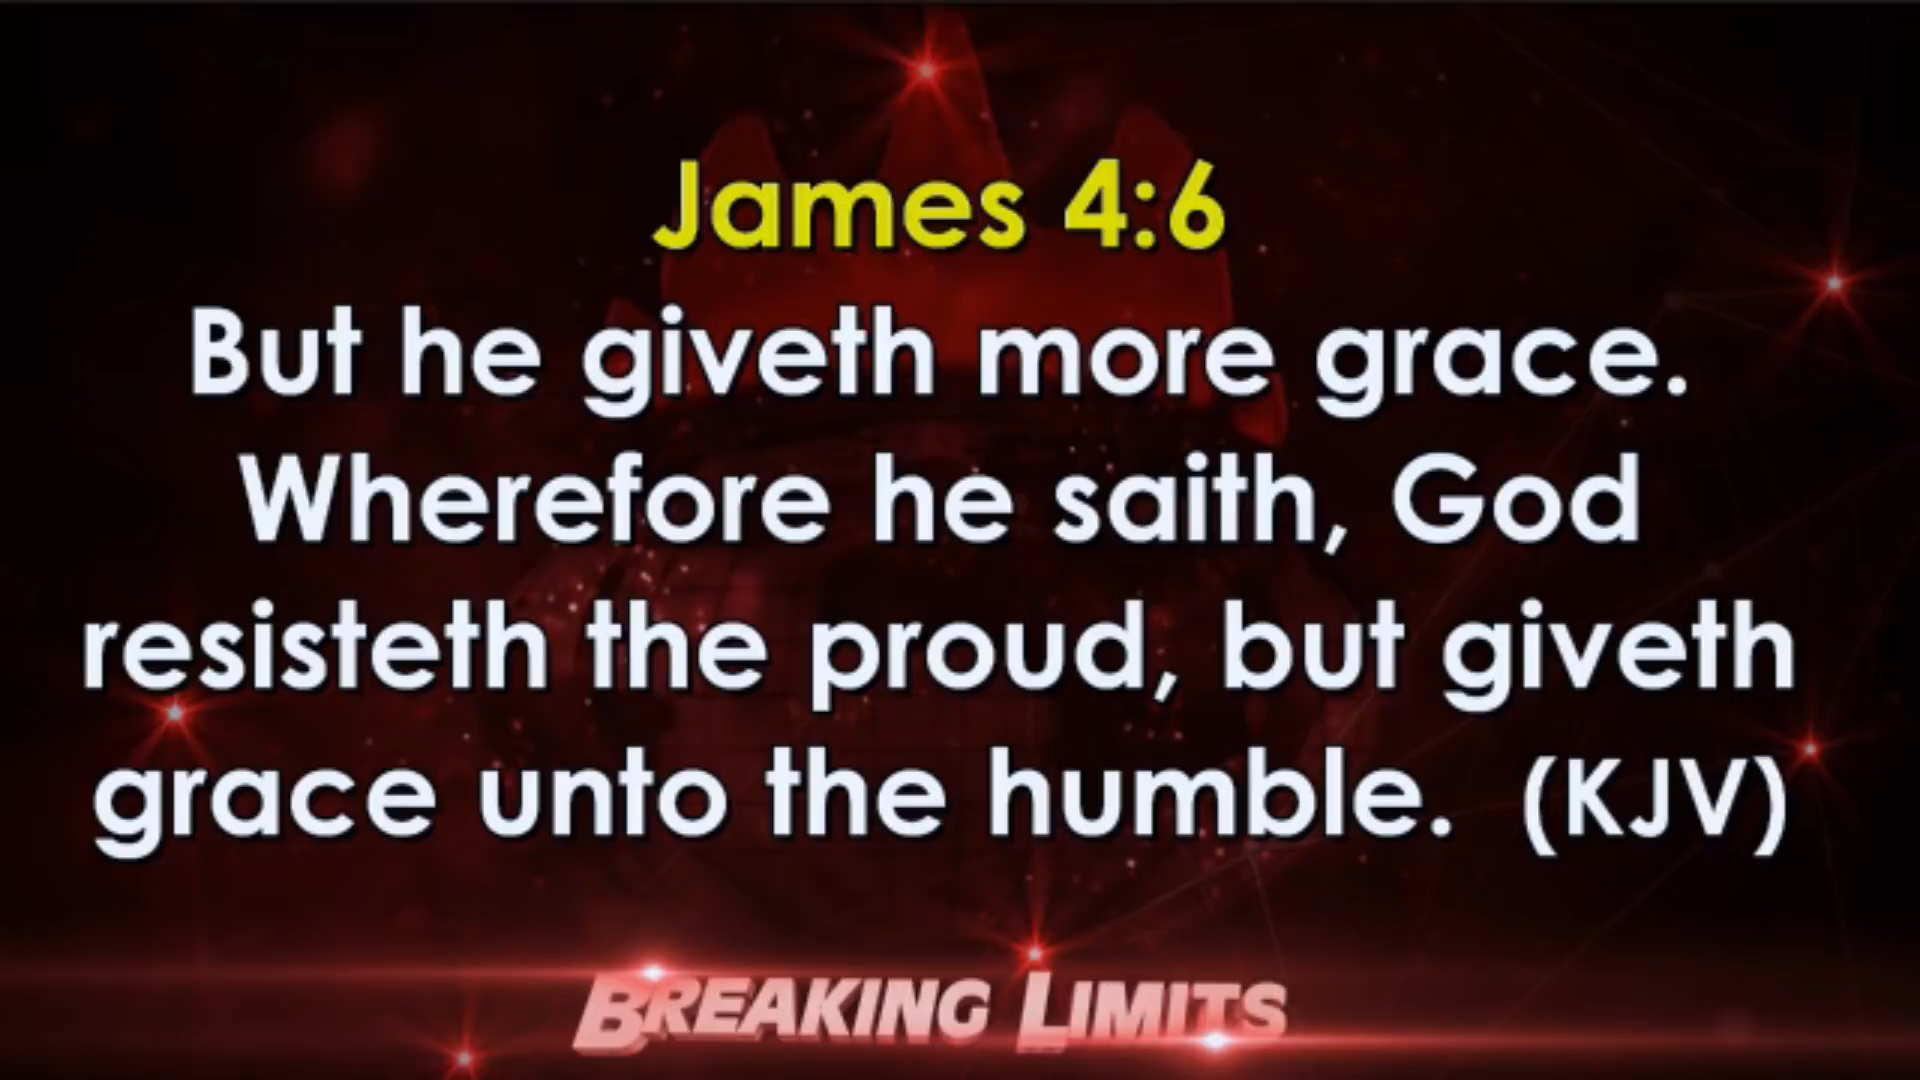 James 4:6
But he giveth more grace.
Wherefore he saith, God
resisteth the proud, but giveth
grace unto the humble.  (KJV)
BREAKING LIMITS